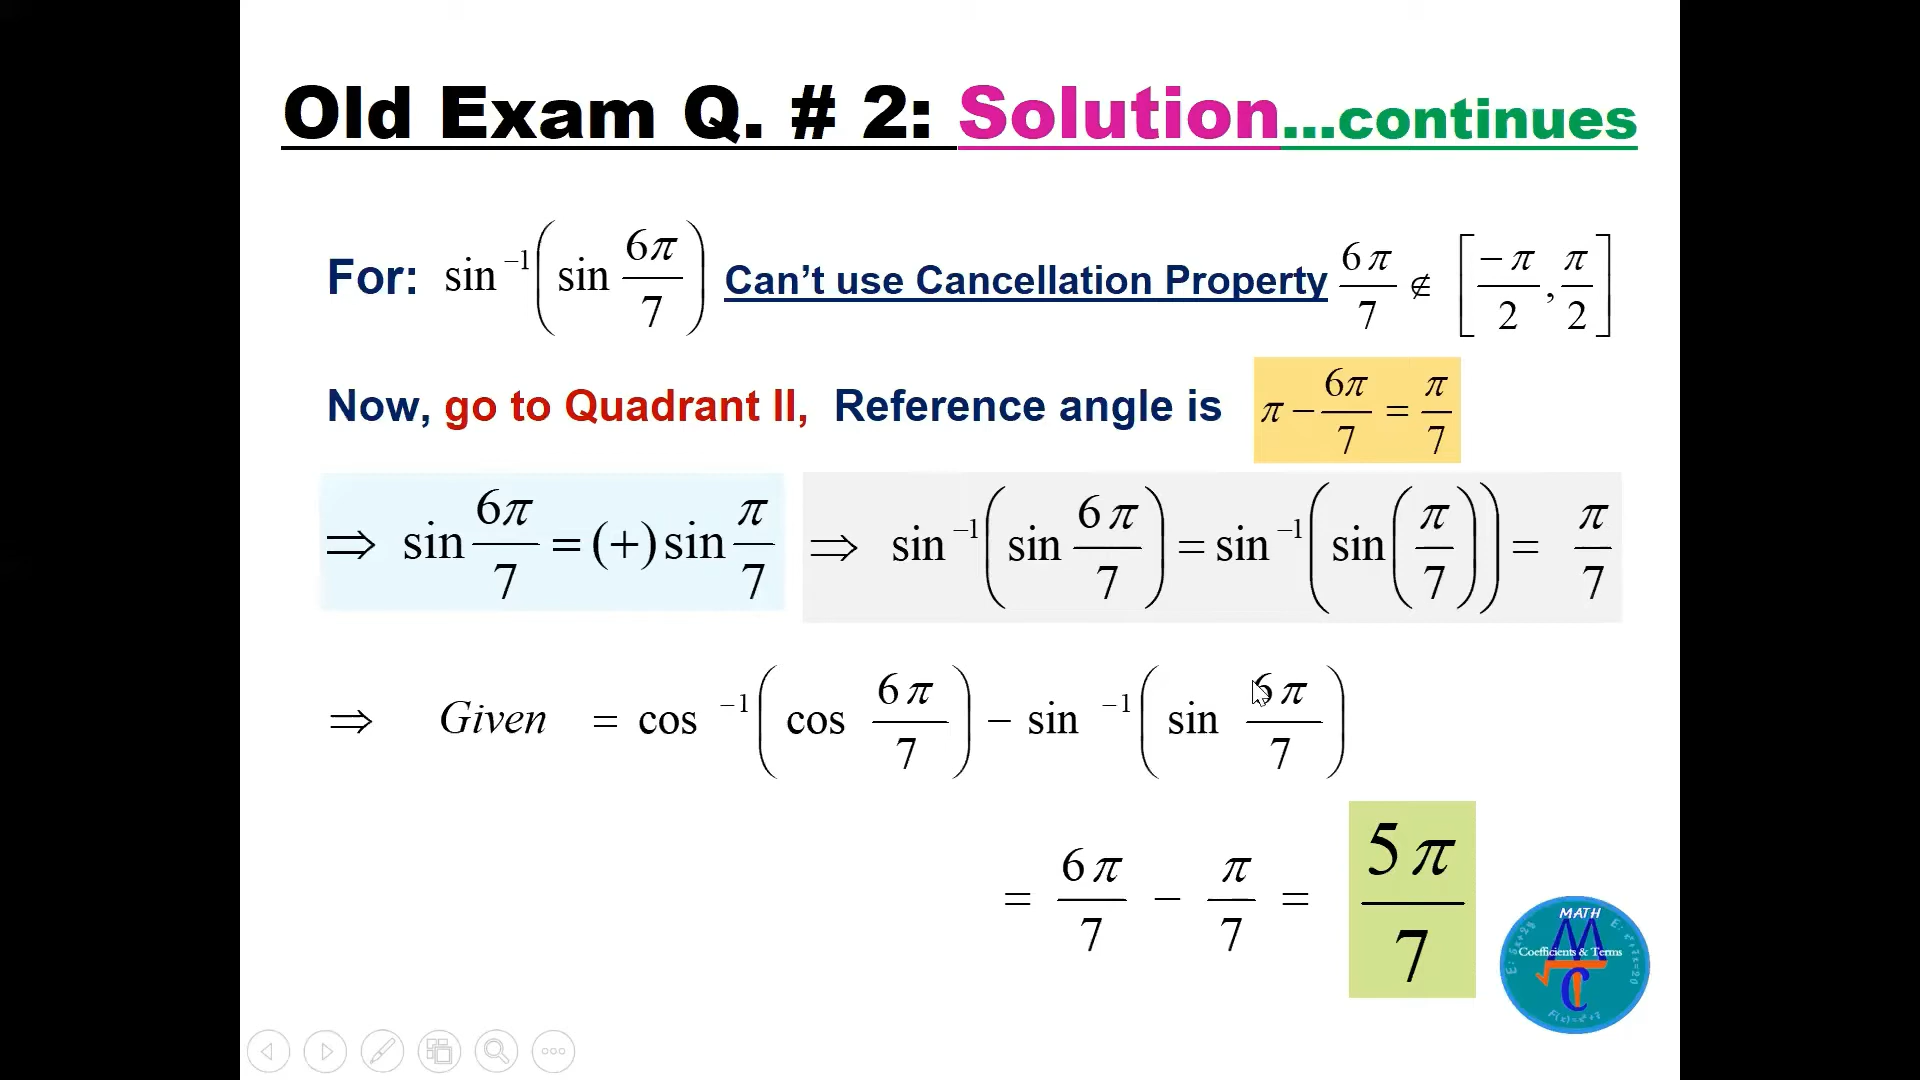 Old Exam Q. # 2: Solution...continues
For: sin⁻¹(sin 6π/7) Can’t use Cancellation Property 6π/7 ∉ [−π/2, π/2]
Now, go to Quadrant II, Reference angle is π − 6π/7 = π/7
⇒ sin 6π/7 = (+) sin π/7 ⇒ sin⁻¹(sin 6π/7) = sin⁻¹(sin(π/7)) = π/7
⇒ Given = cos⁻¹(cos 6π/7) − sin⁻¹(sin 6π/7)
= 6π/7 − π/7 = 5π/7
MATH
Coefficients & Terms